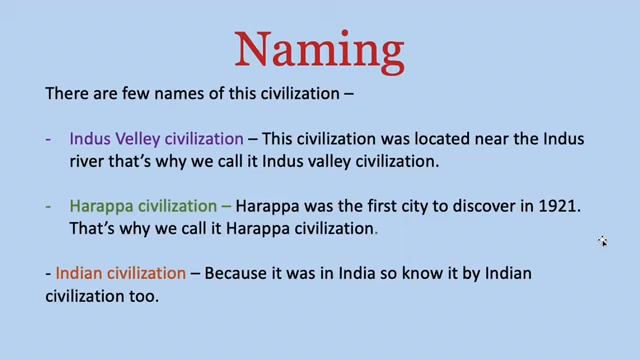 Naming
There are few names of this civilization –
- Indus Velley civilization – This civilization was located near the Indus
river that's why we call it Indus valley civilization.
- Harappa civilization – Harappa was the first city to discover in 1921.
That's why we call it Harappa civilization.
- Indian civilization – Because it was in India so know it by Indian
civilization too.